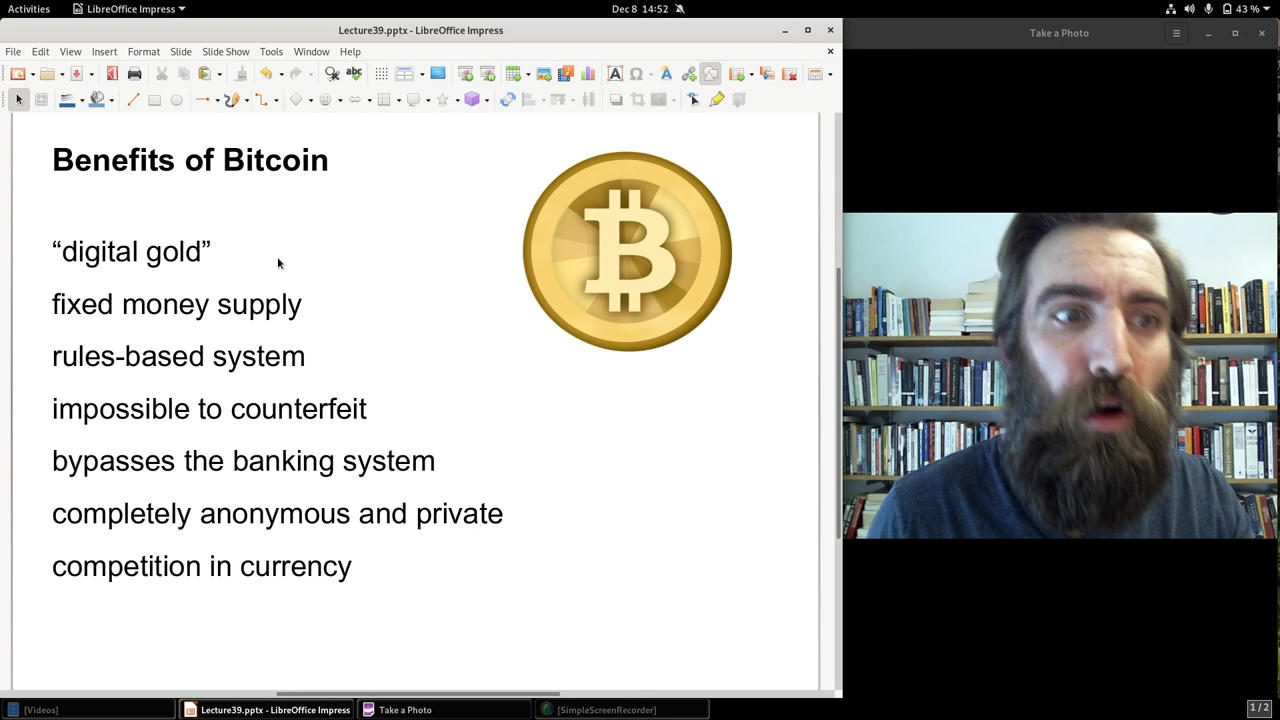 Activities LibreOffice Impress Dec 8 14:52 43 %
Lecture39.pptx - LibreOffice Impress
Take a Photo
File Edit View Insert Format Slide Slide Show Tools Window Help
Benefits of Bitcoin
“digital gold”
fixed money supply
rules-based system
impossible to counterfeit
bypasses the banking system
completely anonymous and private
competition in currency
[Videos] Lecture39.pptx - LibreOffice Impress Take a Photo [SimpleScreenRecorder] 1 / 2